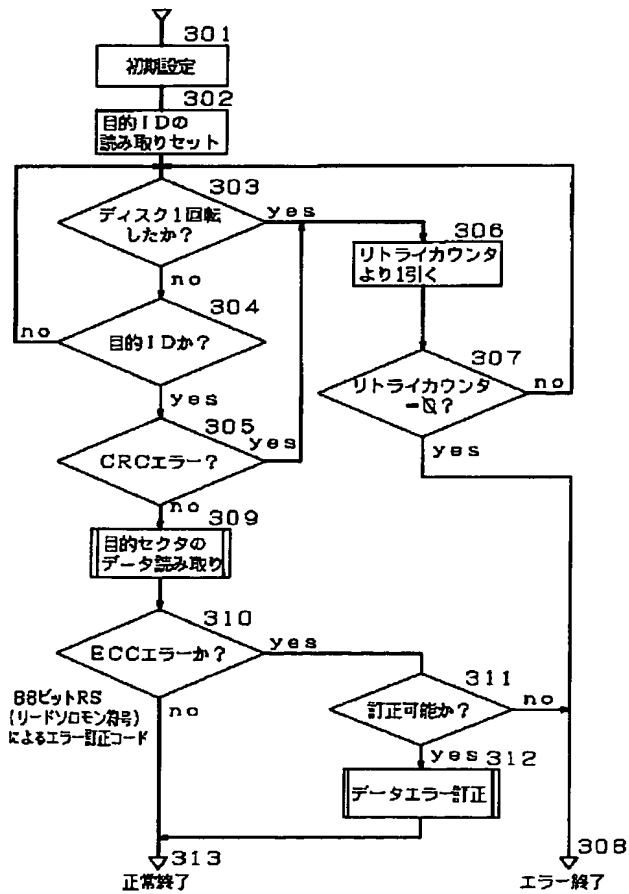 301
初期設定
302
目的IDの
読み取りセット
303
ディスク1回転
したか?
yes
no
304
目的IDか?
no
yes
305
CRCエラー?
yes
no
306
リトライカウンタ
より1引く
307
リトライカウンタ
=0?
no
yes
309
目的セクタの
データ読み取り
310
ECCエラーか?
yes
no
88ビットRS
(リードソロモン符号)
によるエラー訂正コード
311
訂正可能か?
no
yes
312
データエラー訂正
313
正常終了
308
エラー終了